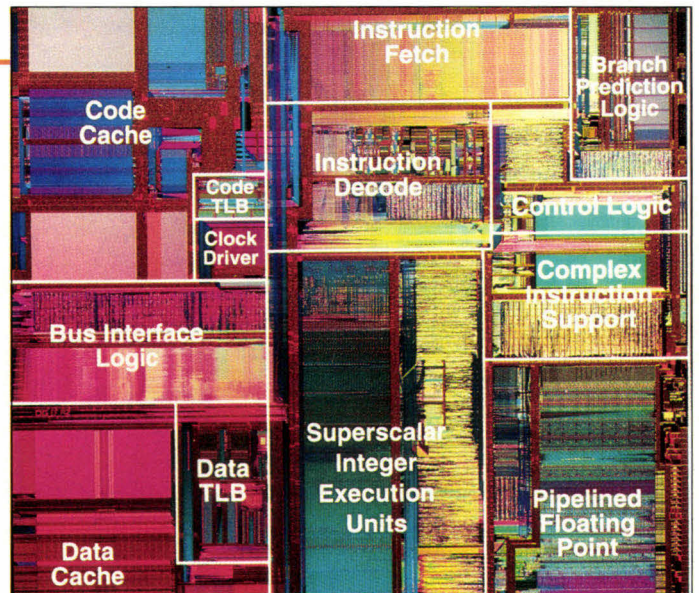 Instruction
Fetch
Branch
Prediction
Logic
Code
Cache
Instruction
Decode
Code
TLB
Control Logic
Clock
Driver
Complex
Instruction
Support
Bus Interface
Logic
Superscalar
Integer
Execution
Units
Data
TLB
Pipelined
Floating
Point
Data
Cache